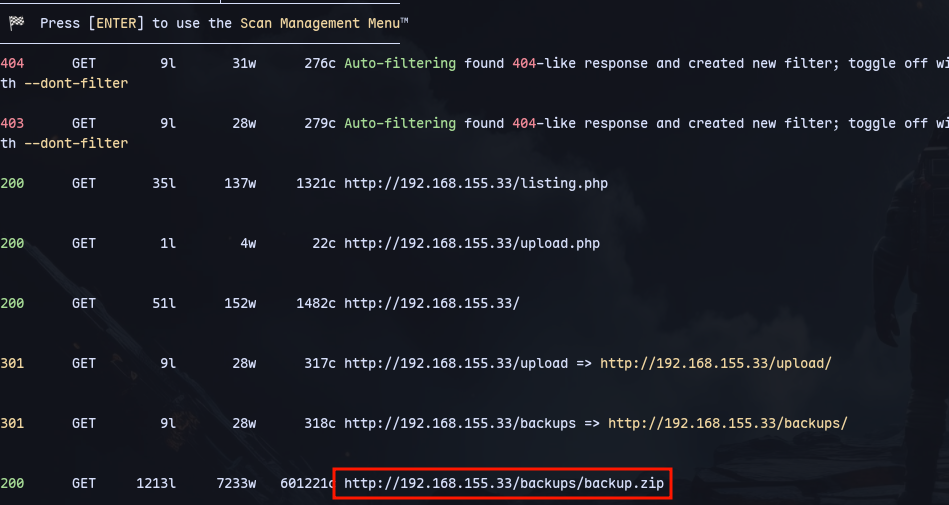 🏁  Press [ENTER] to use the Scan Management Menu™
404      GET        9l       31w      276c Auto-filtering found 404-like response and created new filter; toggle off wi
th --dont-filter
403      GET        9l       28w      279c Auto-filtering found 404-like response and created new filter; toggle off wi
th --dont-filter
200      GET       35l      137w     1321c http://192.168.155.33/listing.php
200      GET        1l        4w       22c http://192.168.155.33/upload.php
200      GET       51l      152w     1482c http://192.168.155.33/
301      GET        9l       28w      317c http://192.168.155.33/upload => http://192.168.155.33/upload/
301      GET        9l       28w      318c http://192.168.155.33/backups => http://192.168.155.33/backups/
200      GET     1213l     7233w   601221c http://192.168.155.33/backups/backup.zip